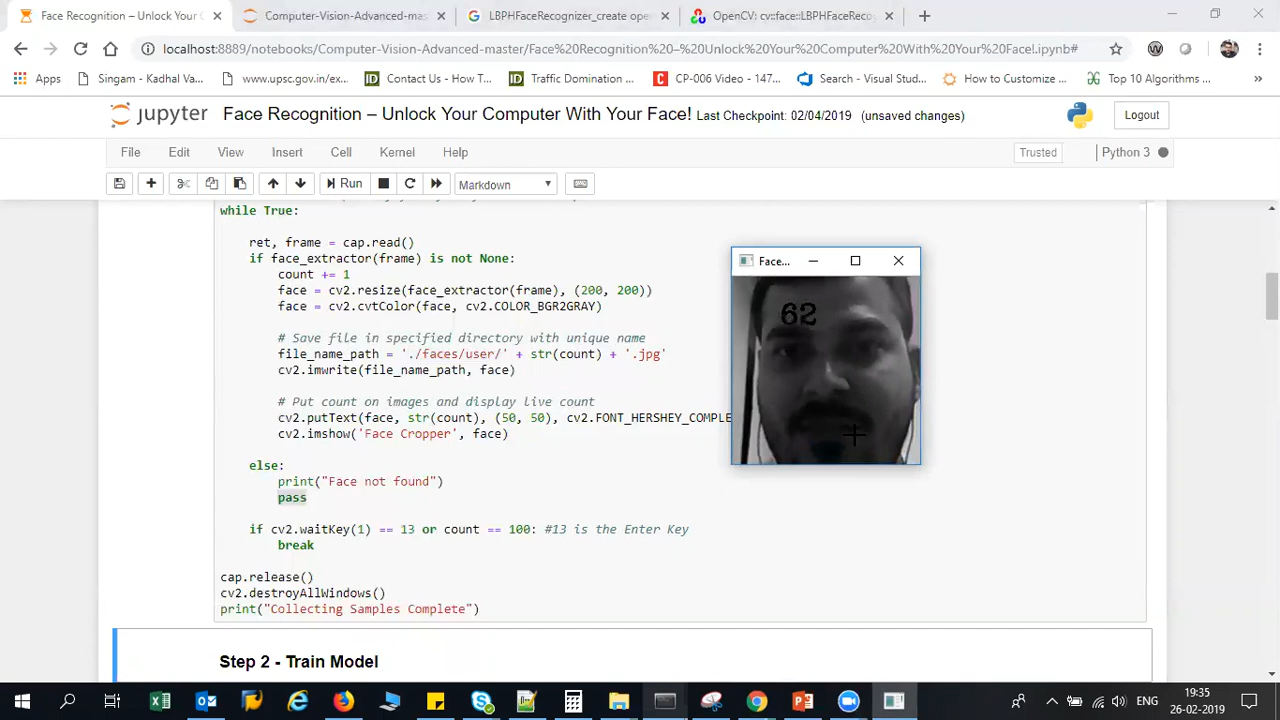 Face Recognition – Unlock Your C
Computer-Vision-Advanced-mas
LBPHFaceRecognizer_create open
OpenCV: cv::face::LBPHFaceRecog
localhost:8889/notebooks/Computer-Vision-Advanced-master/Face%20Recognition%20–%20Unlock%20Your%20Computer%20With%20Your%20Face!.ipynb#
Apps
Singam - Kadhal Va...
www.upsc.gov.in/ex...
ID
Contact Us - How T...
ID
Traffic Domination ...
C
CP-006 Video - 147...
Search - Visual Stud...
How to Customize ...
Top 10 Algorithms ...
»
jupyter
Face Recognition – Unlock Your Computer With Your Face! Last Checkpoint: 02/04/2019 (unsaved changes)
Logout
File Edit View Insert Cell Kernel Help
Trusted
Python 3
Run
Markdown
while True:
ret, frame = cap.read()
if face_extractor(frame) is not None:
count += 1
face = cv2.resize(face_extractor(frame), (200, 200))
face = cv2.cvtColor(face, cv2.COLOR_BGR2GRAY)
# Save file in specified directory with unique name
file_name_path = './faces/user/' + str(count) + '.jpg'
cv2.imwrite(file_name_path, face)
# Put count on images and display live count
cv2.putText(face, str(count), (50, 50), cv2.FONT_HERSHEY_COMPLE
cv2.imshow('Face Cropper', face)
else:
print("Face not found")
pass
if cv2.waitKey(1) == 13 or count == 100: #13 is the Enter Key
break
cap.release()
cv2.destroyAllWindows()
print("Collecting Samples Complete")
Face...
62
Step 2 - Train Model
ENG
19:35
26-02-2019